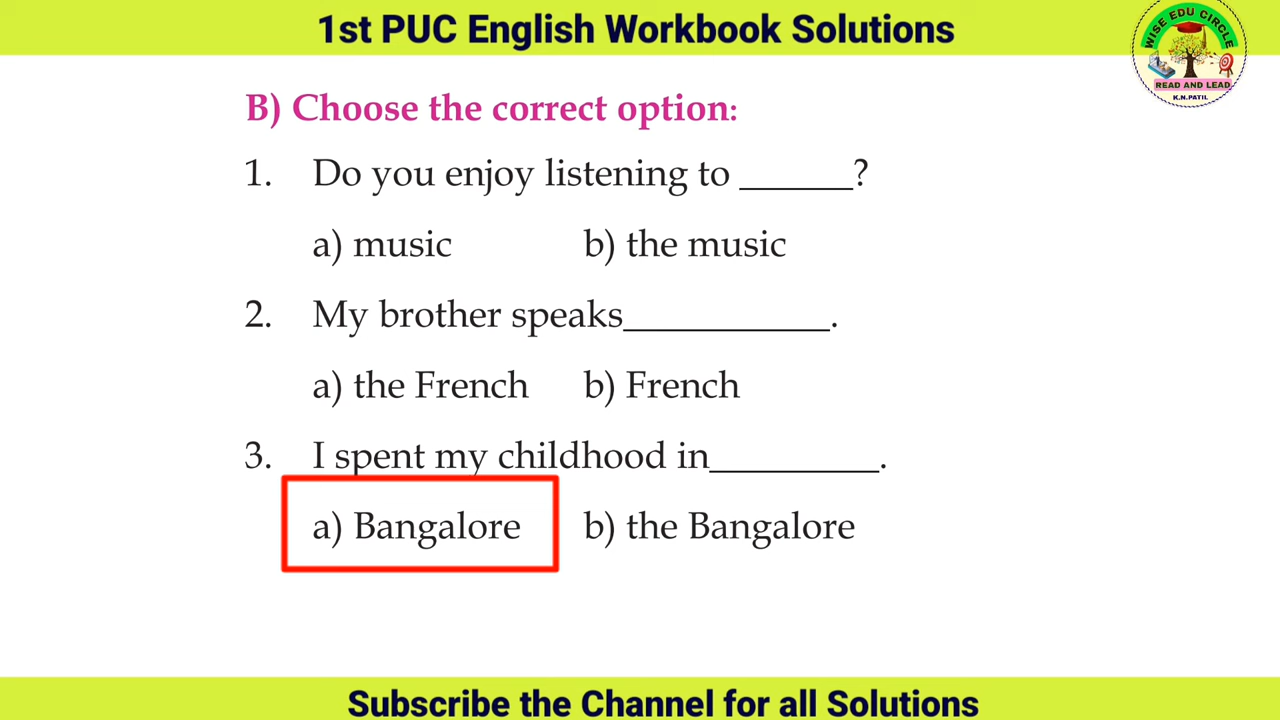 1st PUC English Workbook Solutions
WISE EDU CIRCLE
READ AND LEAD
K.N.PATIL
B) Choose the correct option:
1. Do you enjoy listening to ______?
a) music b) the music
2. My brother speaks___________.
a) the French b) French
3. I spent my childhood in_________.
a) Bangalore b) the Bangalore
Subscribe the Channel for all Solutions